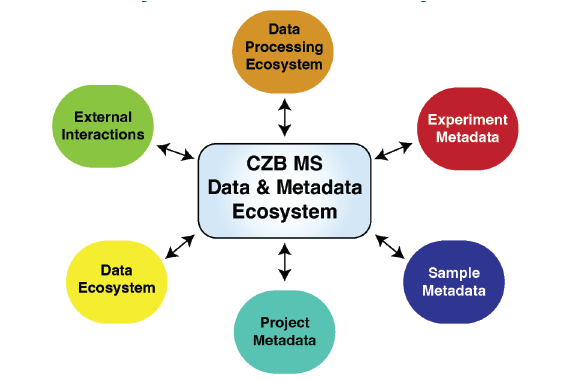 Data
Processing
Ecosystem
External
Interactions
Experiment
Metadata
CZB MS
Data & Metadata
Ecosystem
Data
Ecosystem
Sample
Metadata
Project
Metadata